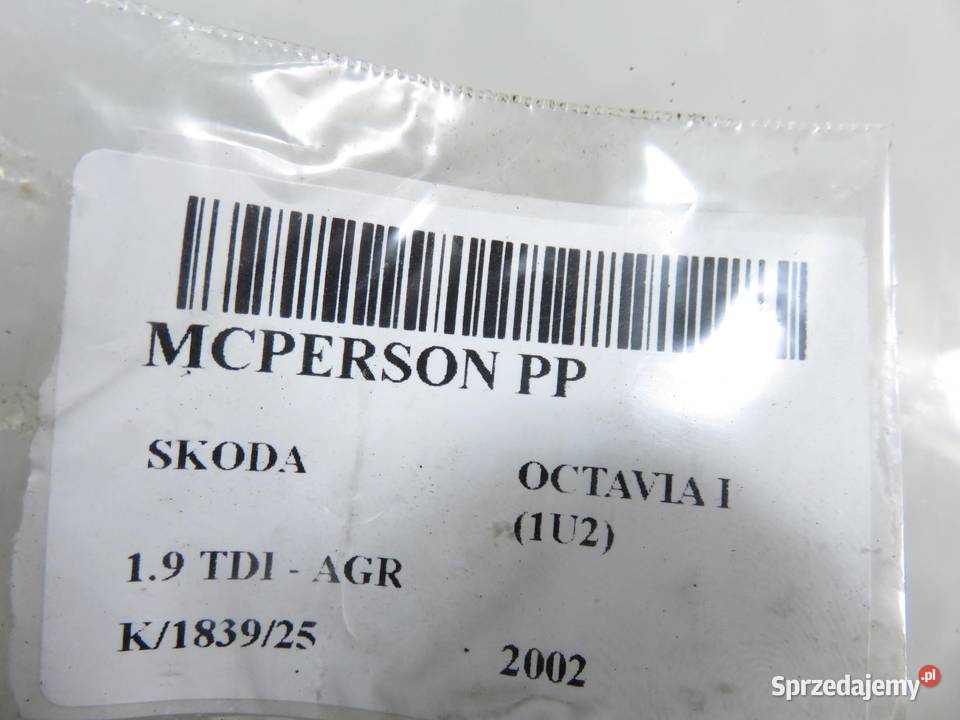 MCPERSON PP
SKODA
OCTAVIA I
(1U2)
1.9 TDI - AGR
K/1839/25
2002
Sprzedajemy.pl